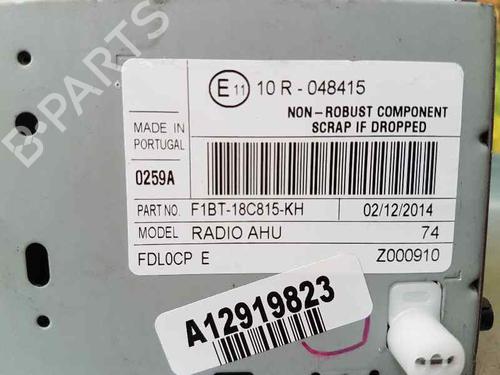 B-Parts
E 11 10 R - 048415
NON - ROBUST COMPONENT
SCRAP IF DROPPED
MADE IN
PORTUGAL
0259A
PART NO. F1BT-18C815-KH 02/12/2014
MODEL RADIO AHU 74
FDL0CP E Z000910
A12919823